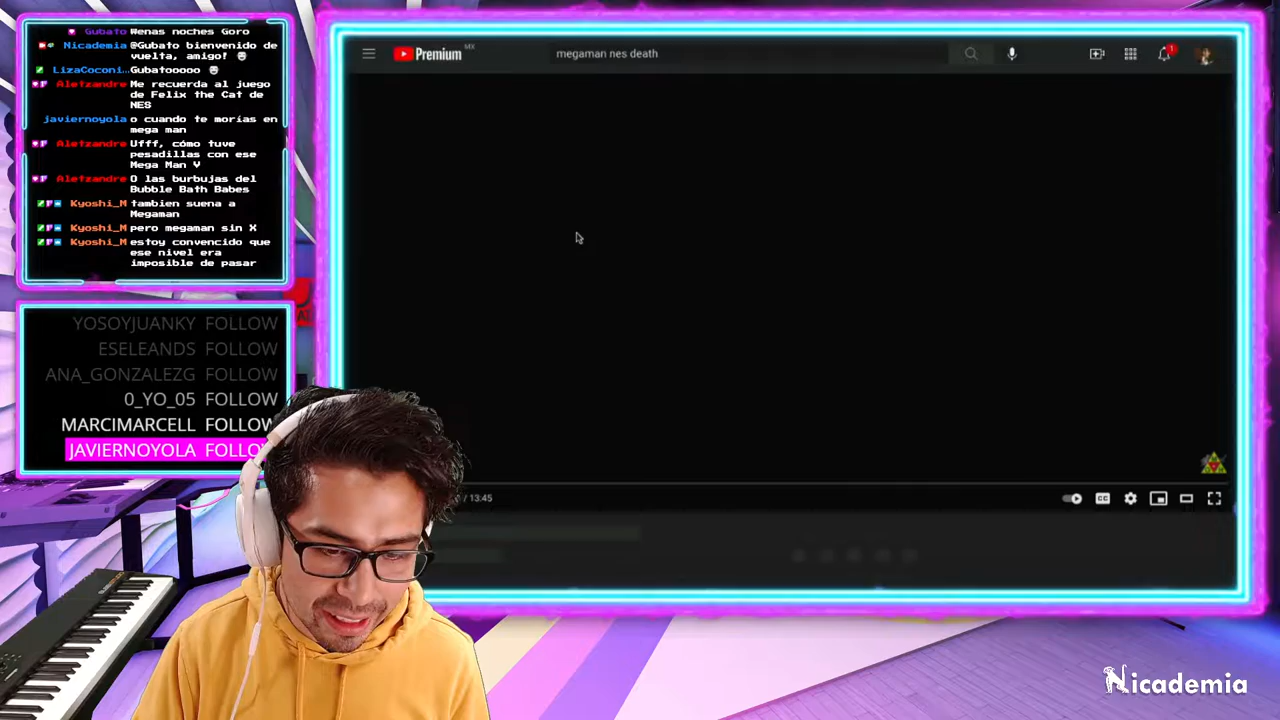 Gubato Wenas noches Goro
Nicademia @Gubato bienvenido de
vuelta, amigo!
LizaCoconi... Gubatooooo
Aletzandre Me recuerda al juego
de Felix the Cat de
NES
javiernoyola o cuando te morías en
mega man
Aletzandre Ufff, cómo tuve
pesadillas con ese
Mega Man V
Aletzandre O las burbujas del
Bubble Bath Babes
Kyoshi_M tambien suena a
Megaman
Kyoshi_M pero megaman sin X
Kyoshi_M estoy convencido que
ese nivel era
imposible de pasar
YOSOYJUANKY FOLLOW
ESELEANDS FOLLOW
ANA_GONZALEZG FOLLOW
0_YO_05 FOLLOW
MARCIMARCELL FOLLOW
JAVIERNOYOLA FOLLO
Premium MX
megaman nes death
1
/ 13:45
CC
Nicademia